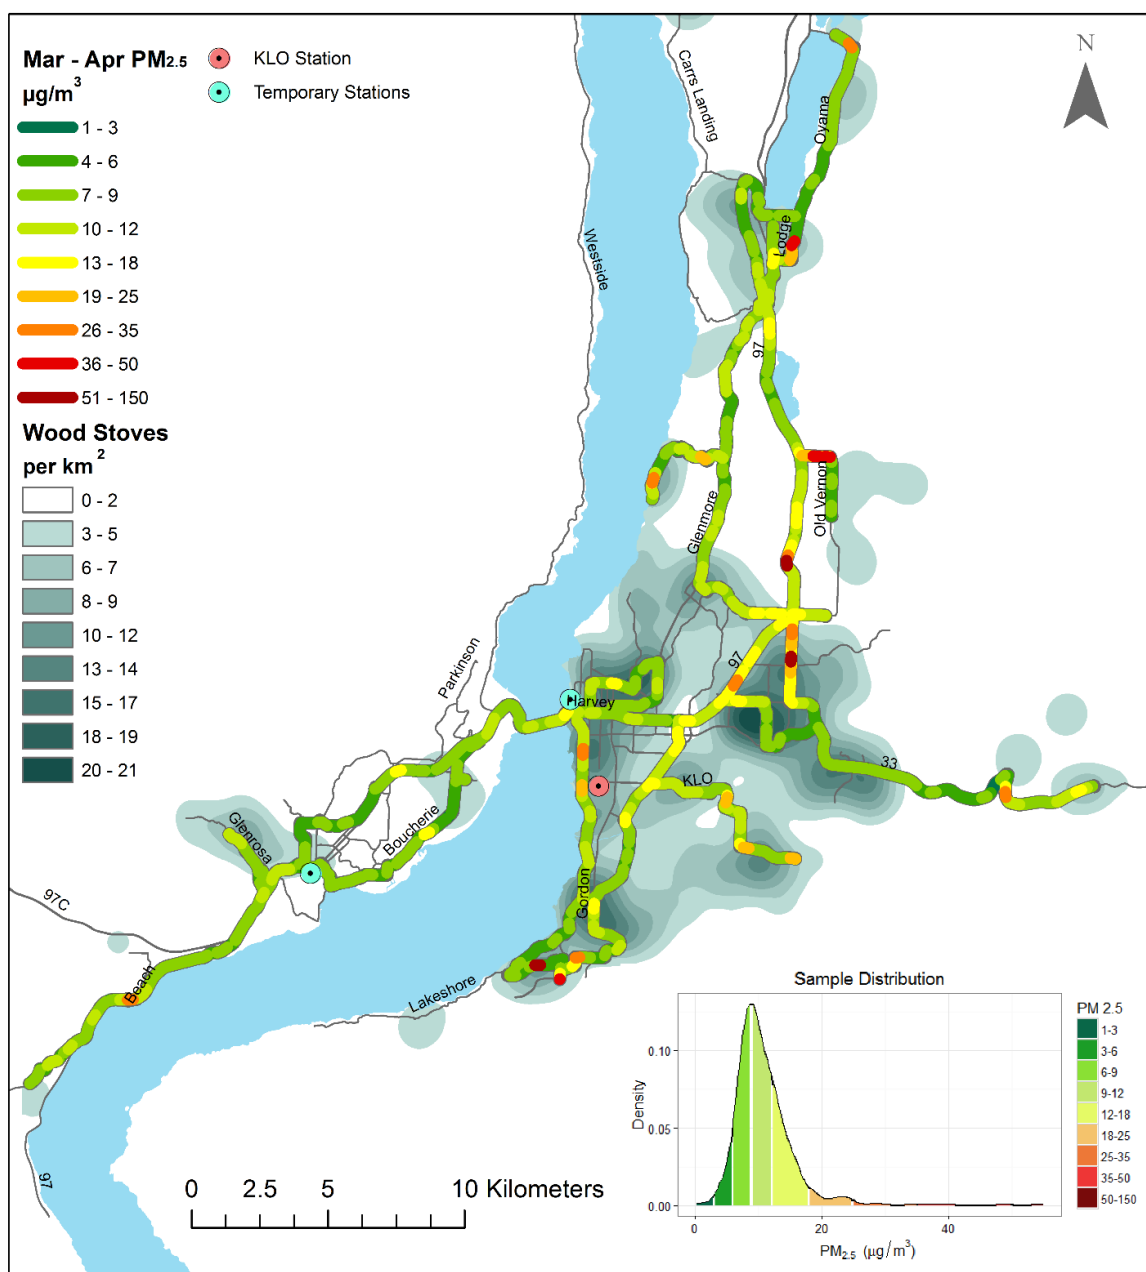 Mar - Apr PM2.5
µg/m3
1 - 3
4 - 6
7 - 9
10 - 12
13 - 18
19 - 25
26 - 35
36 - 50
51 - 150
Wood Stoves
per km2
0 - 2
3 - 5
6 - 7
8 - 9
10 - 12
13 - 14
15 - 17
18 - 19
20 - 21
KLO Station
Temporary Stations
N
Carrs Landing
Oyama
Westside
Lodge
97
Glenmore
Old Vernon
Parkinson
97
Harvey
33
KLO
Boucherie
Glenrosa
Gordon
97C
Beach
Lakeshore
97
0 2.5 5 10 Kilometers
Sample Distribution
Density
0.10
0.05
0.00
0 20 40
PM2.5 (µg/m3)
PM 2.5
1-3
3-6
6-9
9-12
12-18
18-25
25-35
35-50
50-150